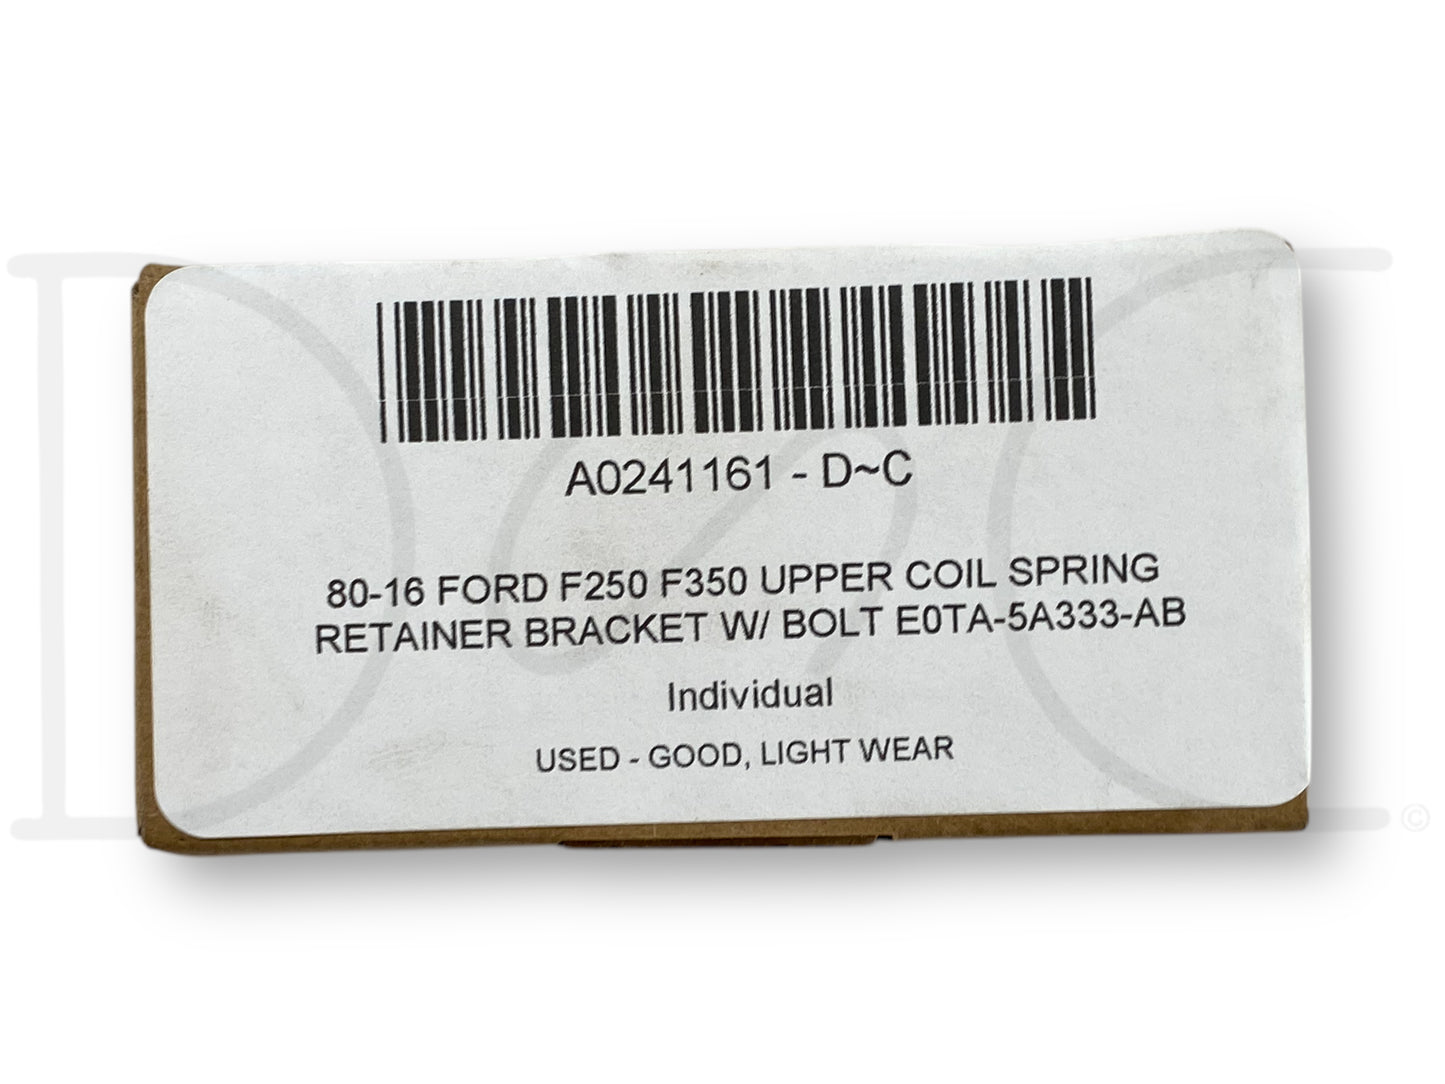 A0241161 - D~C
80-16 FORD F250 F350 UPPER COIL SPRING
RETAINER BRACKET W/ BOLT E0TA-5A333-AB
Individual
USED - GOOD, LIGHT WEAR
©